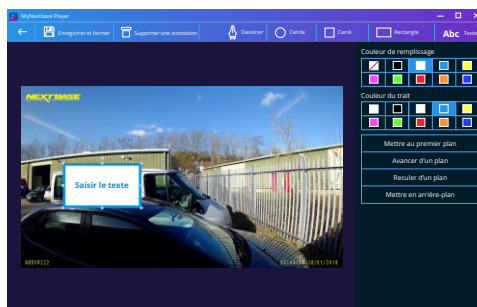 MyNextbase Player
Enregistrer et fermer
Supprimer une annotation
Dessiner
Cercle
Carré
Rectangle
Abc
Texte
Couleur de remplissage
NEXTBASE
Couleur du trait
Mettre au premier plan
Avancer d'un plan
Reculer d'un plan
Mettre en arrière-plan
Saisir le texte
NBDVR222